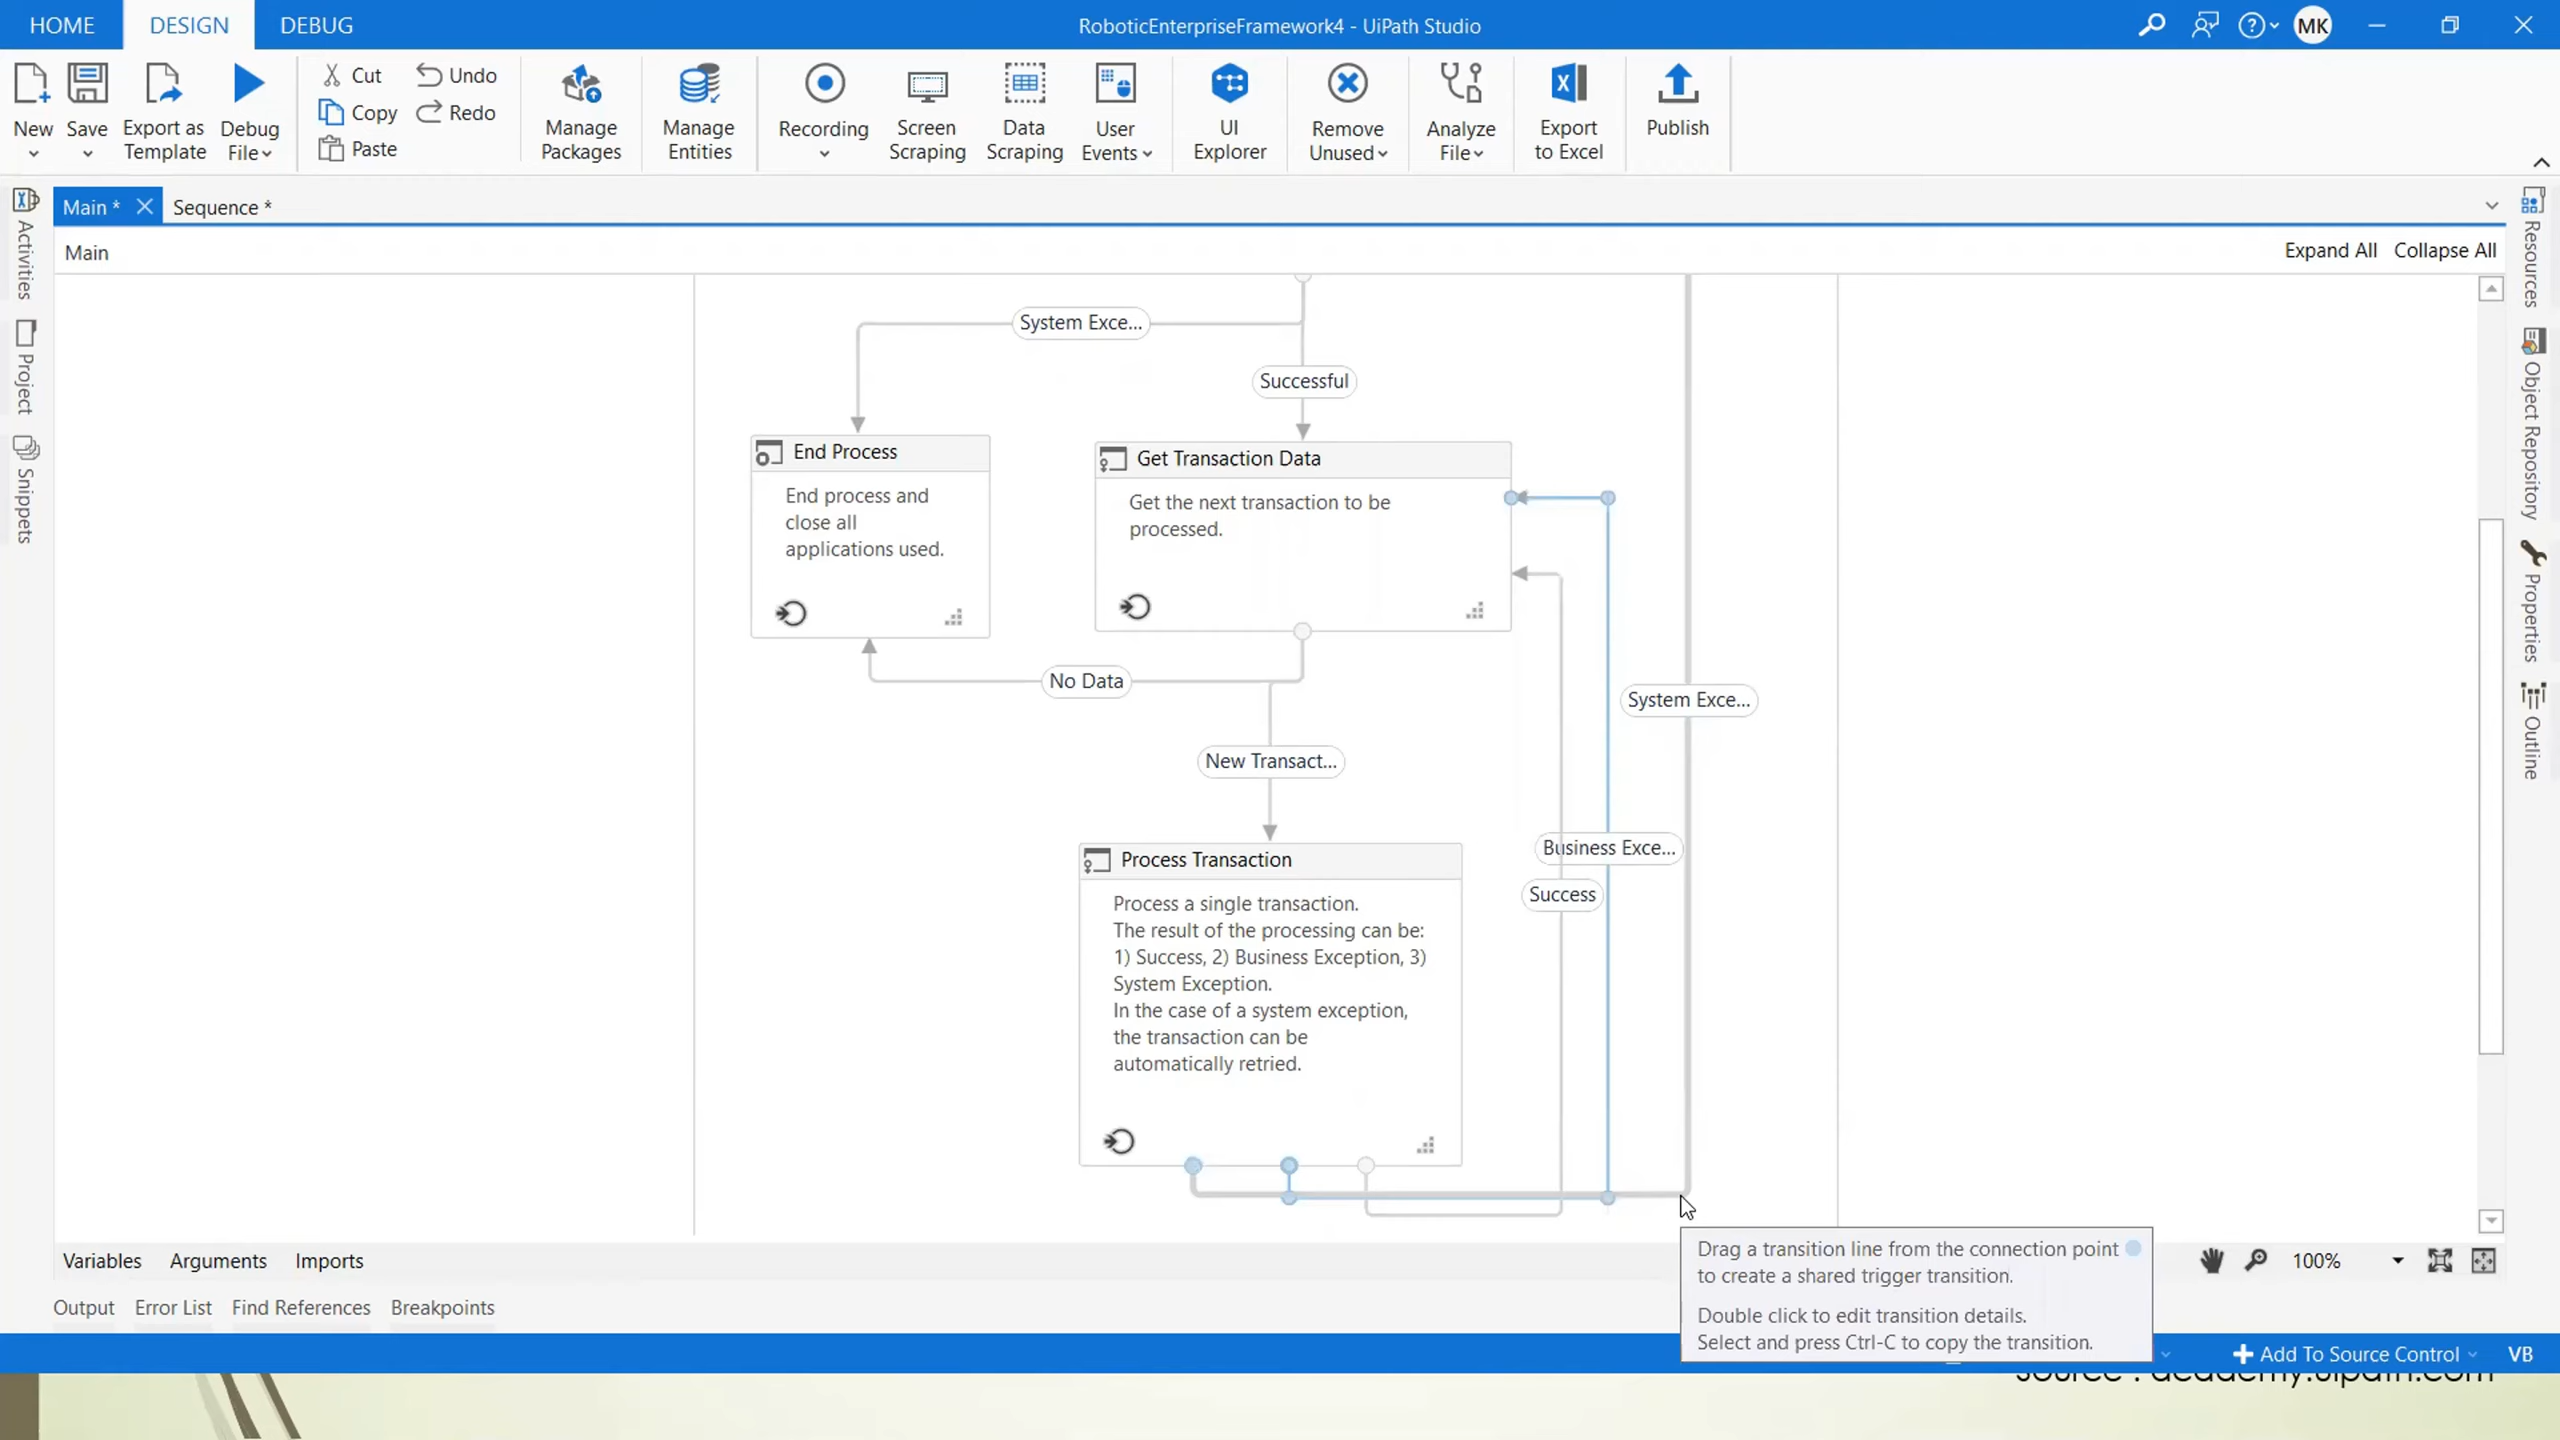 HOME DESIGN DEBUG
RoboticEnterpriseFramework4 - UiPath Studio
MK
New
Save
Export as
Template
Debug
File
Cut
Copy
Paste
Undo
Redo
Manage
Packages
Manage
Entities
Recording
Screen
Scraping
Data
Scraping
User
Events
UI
Explorer
Remove
Unused
Analyze
File
Export
to Excel
Publish
Main *
Sequence *
Main
Expand All Collapse All
Activities
Project
Snippets
Resources
Object Repository
Properties
Outline
System Exce...
Successful
End Process
End process and
close all
applications used.
Get Transaction Data
Get the next transaction to be
processed.
No Data
New Transact...
System Exce...
Business Exce...
Success
Process Transaction
Process a single transaction.
The result of the processing can be:
1) Success, 2) Business Exception, 3)
System Exception.
In the case of a system exception,
the transaction can be
automatically retried.
Drag a transition line from the connection point
to create a shared trigger transition.
Double click to edit transition details.
Select and press Ctrl-C to copy the transition.
Variables Arguments Imports
100%
Output Error List Find References Breakpoints
Add To Source Control
VB
source : academy.uipath.com